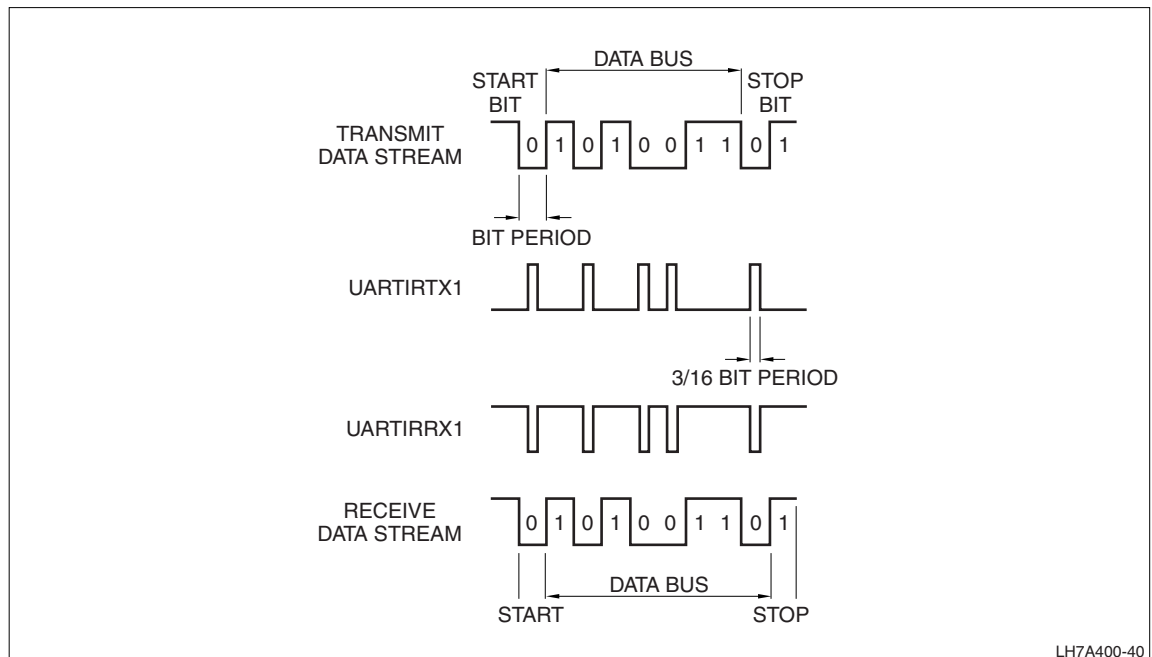 DATA BUS
START
BIT
STOP
BIT
TRANSMIT
DATA STREAM
0 1 0 1 0 0 1 1 0 1
BIT PERIOD
UARTIRTX1
3/16 BIT PERIOD
UARTIRRX1
RECEIVE
DATA STREAM
0 1 0 1 0 0 1 1 0 1
DATA BUS
START
STOP
LH7A400-40